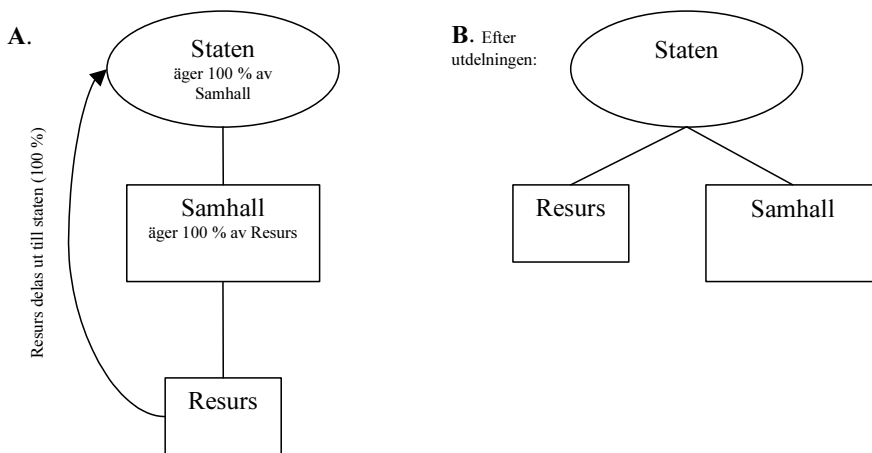 A.
Staten
äger 100 % av
Samhall
Resurs delas ut till staten (100 %)
Samhall
äger 100 % av Resurs
Resurs
B. Efter
utdelningen:
Staten
Resurs
Samhall